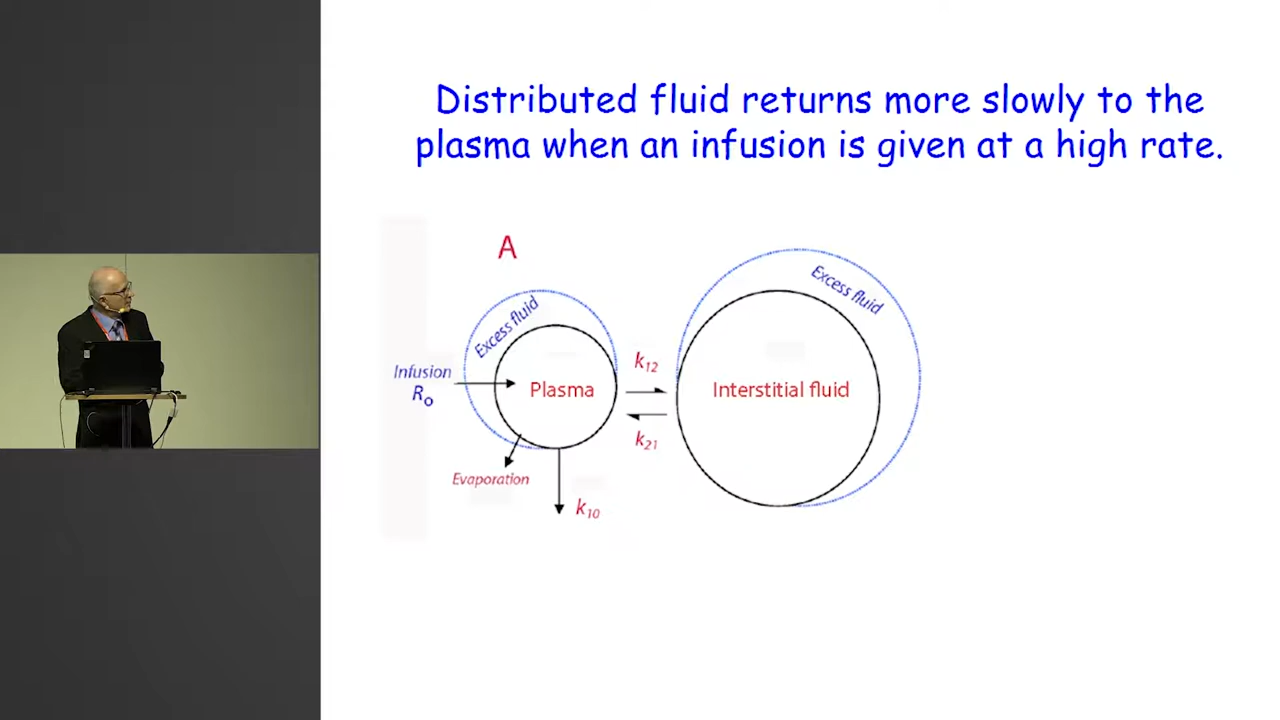 Distributed fluid returns more slowly to the
plasma when an infusion is given at a high rate.
A
Excess fluid
Excess fluid
k12
Infusion
Ro
Plasma
Interstitial fluid
k21
Evaporation
k10